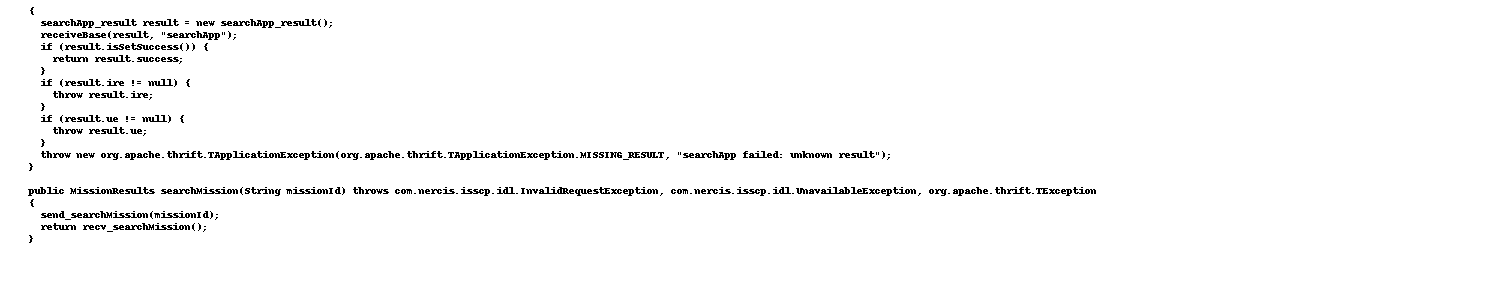 {
searchApp_result result = new searchApp_result();
receiveBase(result, "searchApp");
if (result.isSetSuccess()) {
return result.success;
}
if (result.ire != null) {
throw result.ire;
}
if (result.ue != null) {
throw result.ue;
}
throw new org.apache.thrift.TApplicationException(org.apache.thrift.TApplicationException.MISSING_RESULT, "searchApp failed: unknown result");
}
public MissionResults searchMission(String missionId) throws com.nercis.isscp.idl.InvalidRequestException, com.nercis.isscp.idl.UnavailableException, org.apache.thrift.TException
{
send_searchMission(missionId);
return recv_searchMission();
}